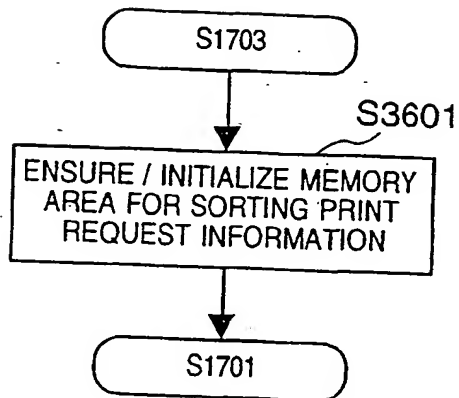 S1703
S3601
ENSURE / INITIALIZE MEMORY
AREA FOR SORTING PRINT
REQUEST INFORMATION
S1701